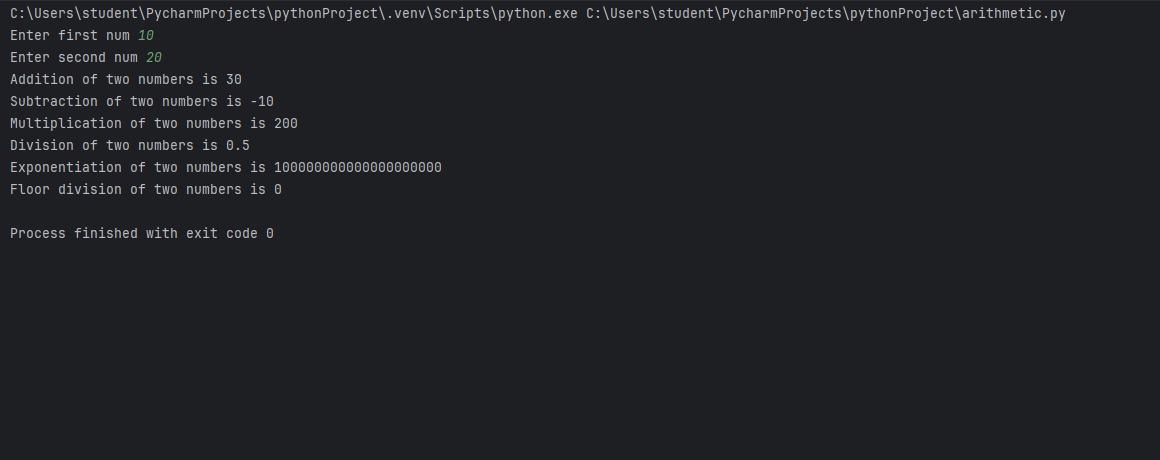 C:\Users\student\PycharmProjects\pythonProject\.venv\Scripts\python.exe C:\Users\student\PycharmProjects\pythonProject\arithmetic.py
Enter first num 10
Enter second num 20
Addition of two numbers is 30
Subtraction of two numbers is -10
Multiplication of two numbers is 200
Division of two numbers is 0.5
Exponentiation of two numbers is 100000000000000000000
Floor division of two numbers is 0
Process finished with exit code 0